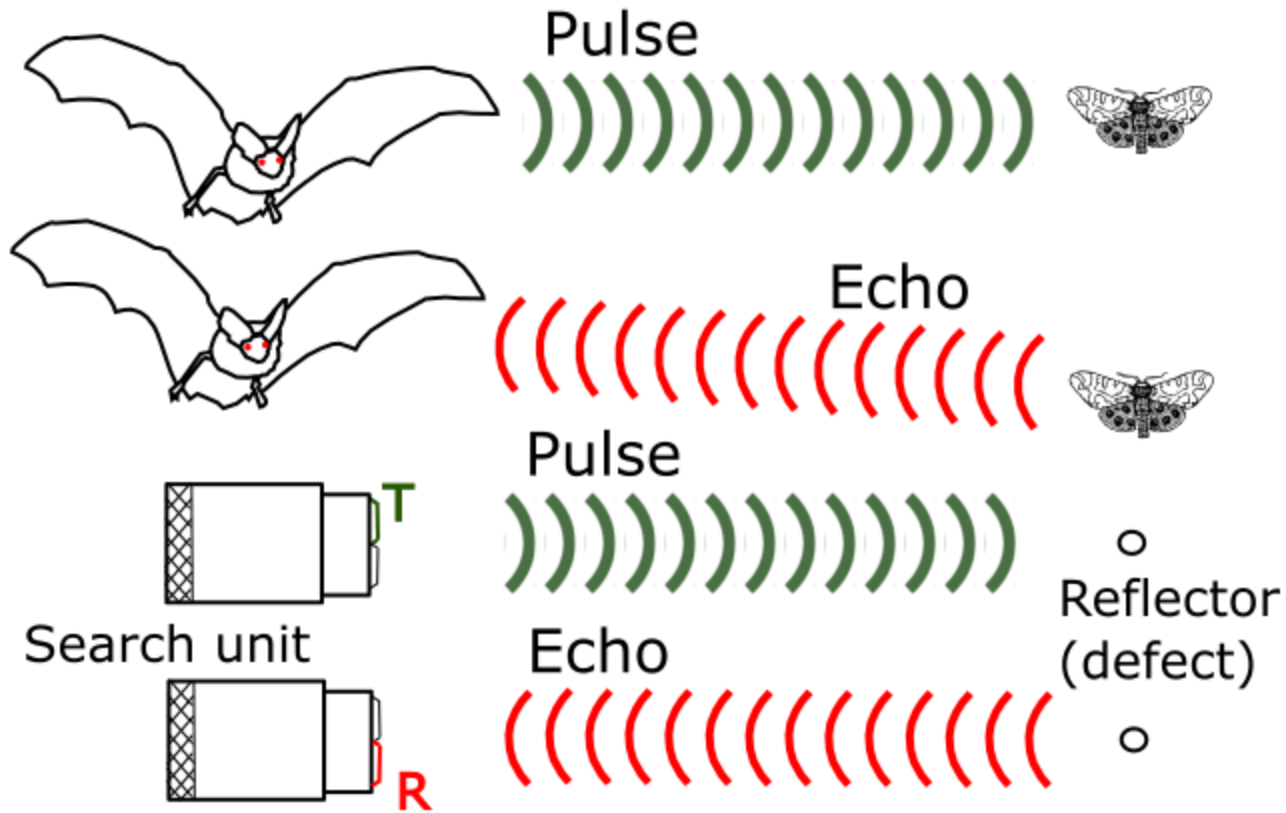 Pulse
Echo
Pulse
T
Reflector
(defect)
Search unit
Echo
R